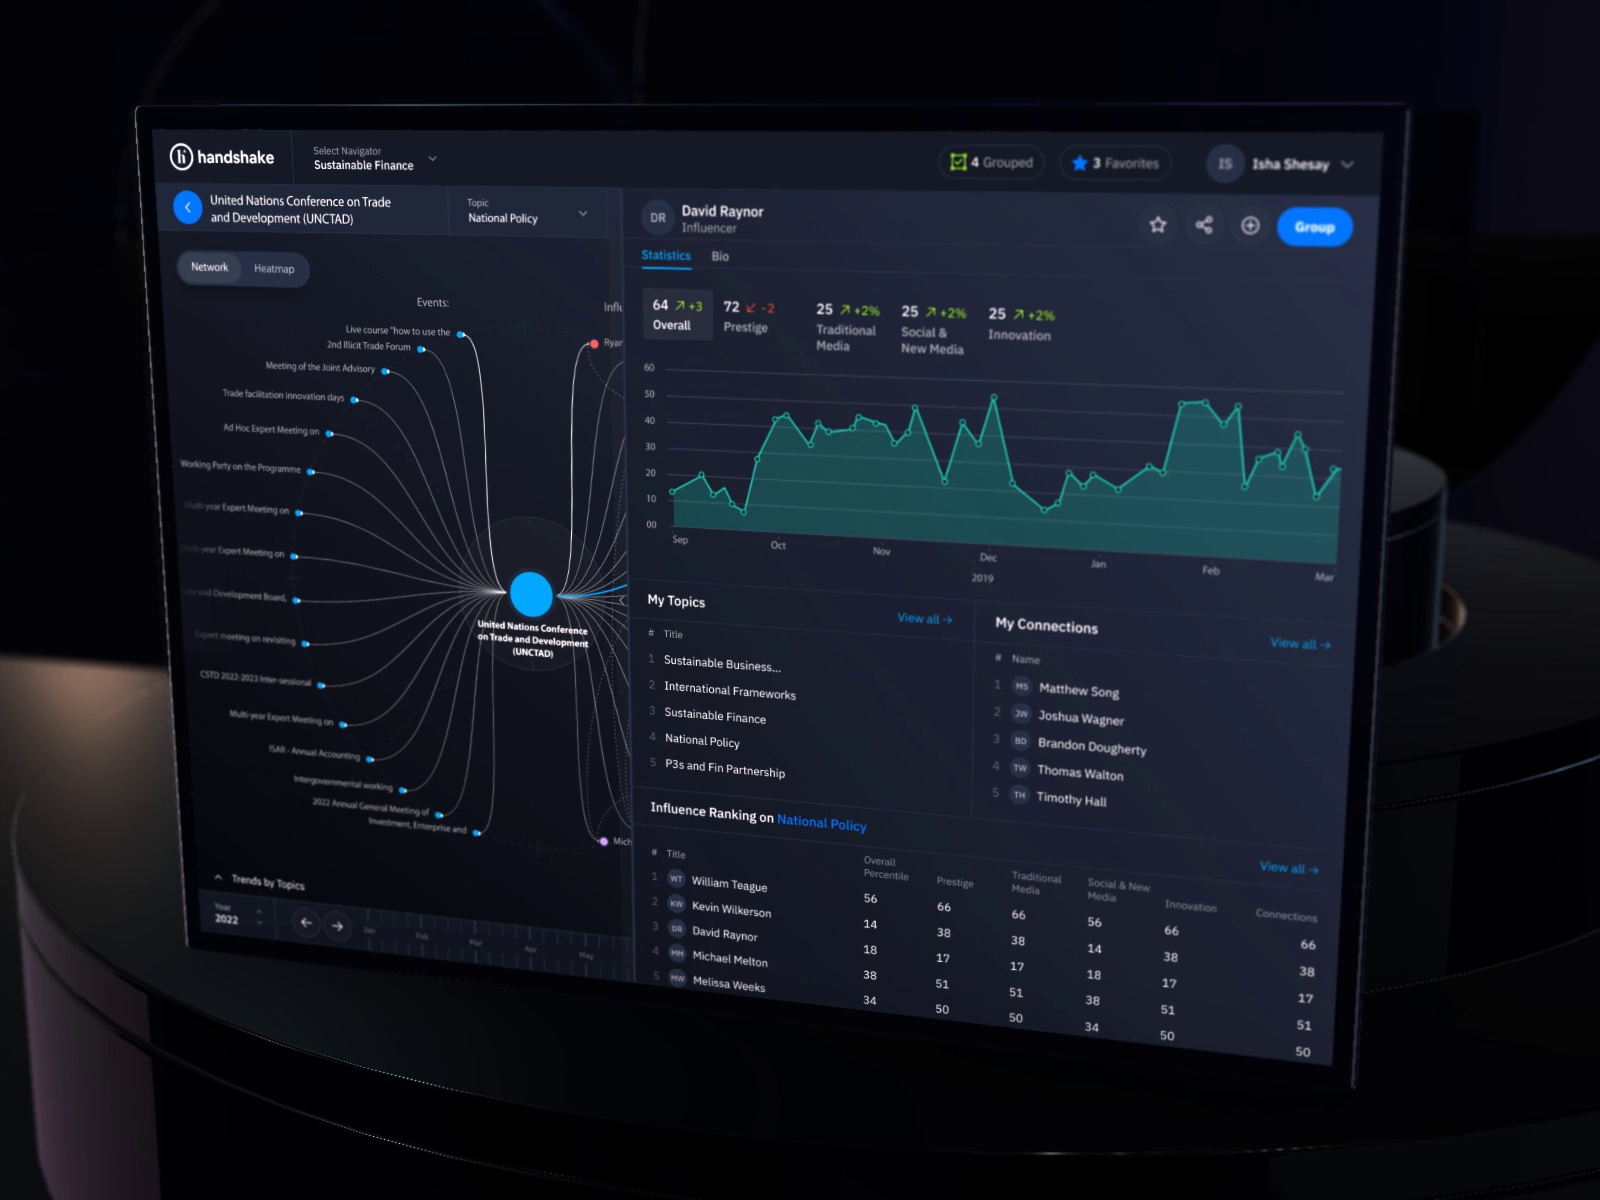 handshake
Select Navigator
Sustainable Finance
4 Grouped
3 Favorites
IS
Isha Shesay
United Nations Conference on Trade
and Development (UNCTAD)
Topic
National Policy
Network
Heatmap
Events:
Live course "how to use the
2nd Illicit Trade Forum
Meeting of the Joint Advisory
Trade facilitation innovation days
Ad Hoc Expert Meeting on
Working Party on the Programme
Multi-year Expert Meeting on
Multi-year Expert Meeting on
and Development Board,
Expert meeting on revisiting
CSTD 2022-2023 Inter-sessional
Multi-year Expert Meeting on
ISAR - Annual Accounting
Intergovernmental working
2022 Annual General Meeting of
Investment, Enterprise and
United Nations Conference
on Trade and Development
(UNCTAD)
Influ
Ryan
Mich
Trends by Topics
Year
2022
Jan
Feb
Mar
Apr
May
DR
David Raynor
Influencer
Group
Statistics
Bio
64 +3
Overall
72 -2
Prestige
25 +2%
Traditional
Media
25 +2%
Social &
New Media
25 +2%
Innovation
60
50
40
30
20
10
00
Sep
Oct
Nov
Dec
Jan
Feb
Mar
2019
My Topics
View all →
# Title
1 Sustainable Business...
2 International Frameworks
3 Sustainable Finance
4 National Policy
5 P3s and Fin Partnership
My Connections
View all →
# Name
1 MS Matthew Song
2 JW Joshua Wagner
3 BD Brandon Dougherty
4 TW Thomas Walton
5 TH Timothy Hall
Influence Ranking on National Policy
View all →
# Title Overall Percentile Prestige Traditional Media Social & New Media Innovation Connections
1 WT William Teague 56 66 66 56 66 66
2 KW Kevin Wilkerson 14 38 38 14 38 38
3 DR David Raynor 18 17 17 18 17 17
4 MM Michael Melton 38 51 51 38 51 51
5 MW Melissa Weeks 34 50 50 34 50 50